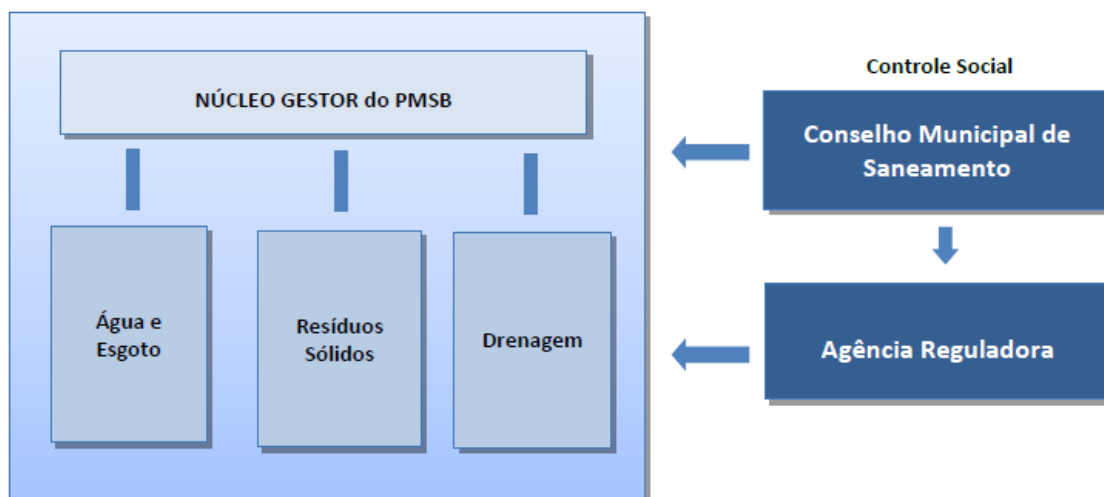 NÚCLEO GESTOR do PMSB
Água e
Esgoto
Resíduos
Sólidos
Drenagem
Controle Social
Conselho Municipal de
Saneamento
Agência Reguladora